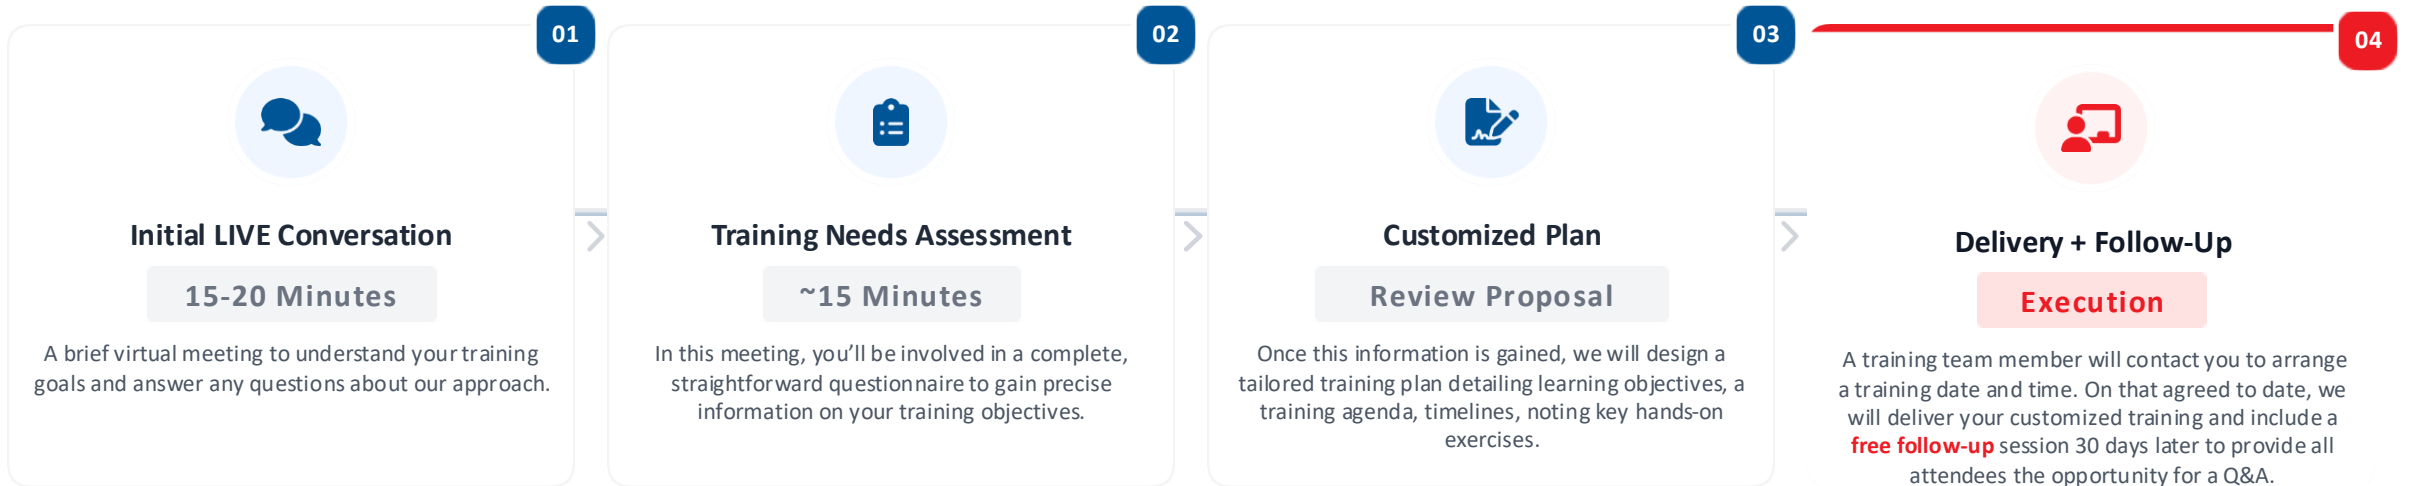 01
Initial LIVE Conversation
15-20 Minutes
A brief virtual meeting to understand your training
goals and answer any questions about our approach.
02
Training Needs Assessment
~15 Minutes
In this meeting, you’ll be involved in a complete,
straightforward questionnaire to gain precise
information on your training objectives.
03
Customized Plan
Review Proposal
Once this information is gained, we will design a
tailored training plan detailing learning objectives, a
training agenda, timelines, noting key hands-on
exercises.
04
Delivery + Follow-Up
Execution
A training team member will contact you to arrange
a training date and time. On that agreed to date, we
will deliver your customized training and include a
free follow-up session 30 days later to provide all
attendees the opportunity for a Q&A.